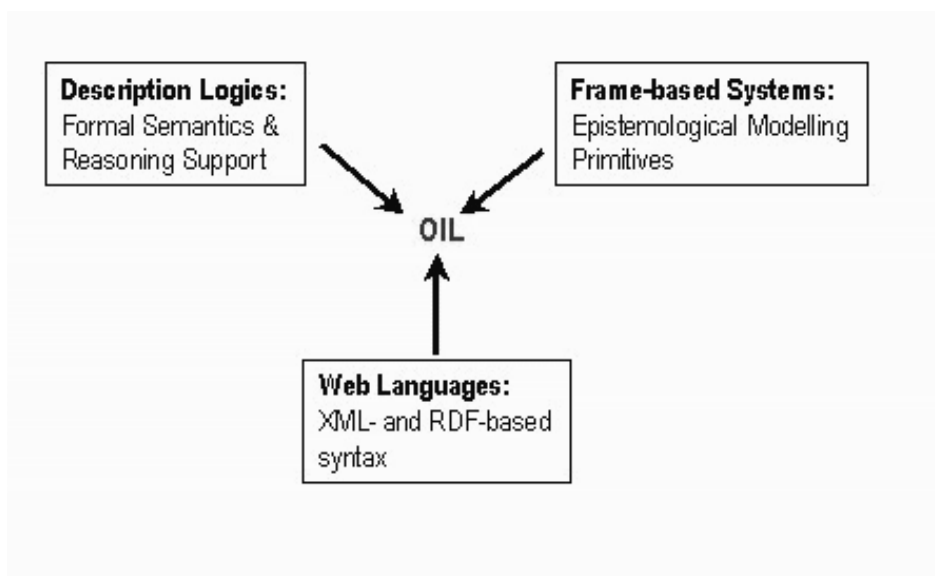 Description Logics:
Formal Semantics &
Reasoning Support
Frame-based Systems:
Epistemological Modelling
Primitives
OIL
Web Languages:
XML- and RDF-based
syntax